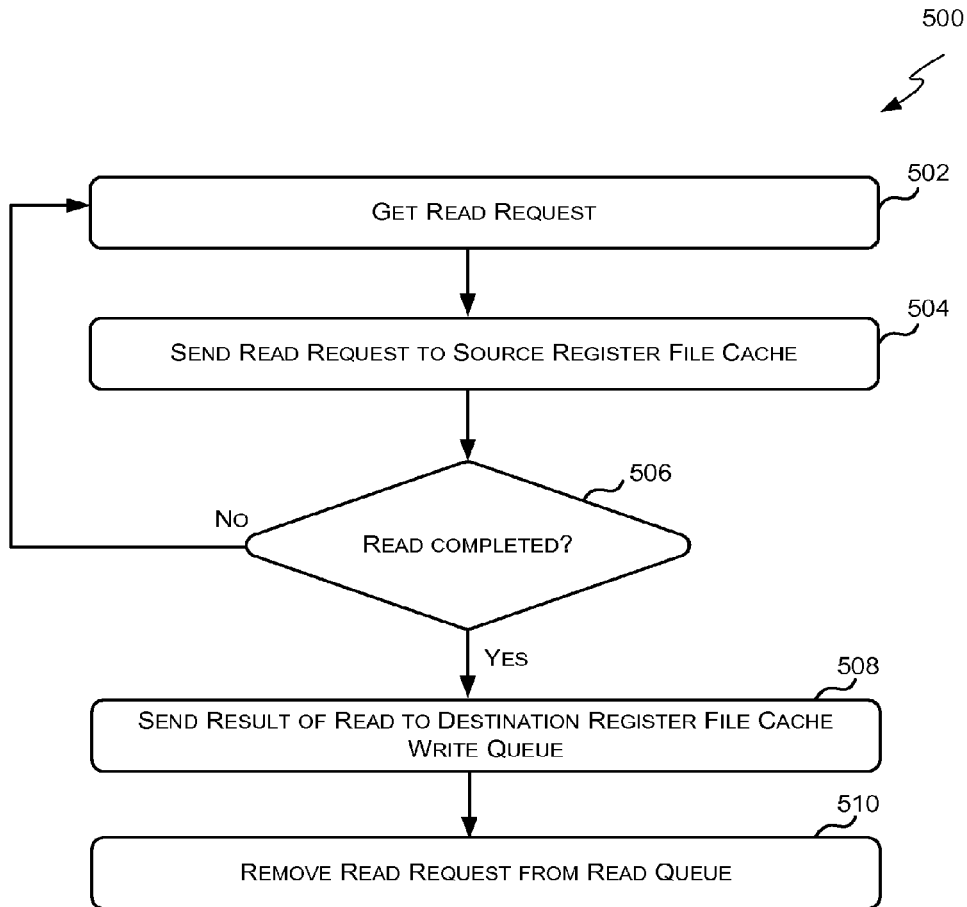 500
502
GET READ REQUEST
504
SEND READ REQUEST TO SOURCE REGISTER FILE CACHE
506
NO
READ COMPLETED?
YES
508
SEND RESULT OF READ TO DESTINATION REGISTER FILE CACHE
WRITE QUEUE
510
REMOVE READ REQUEST FROM READ QUEUE